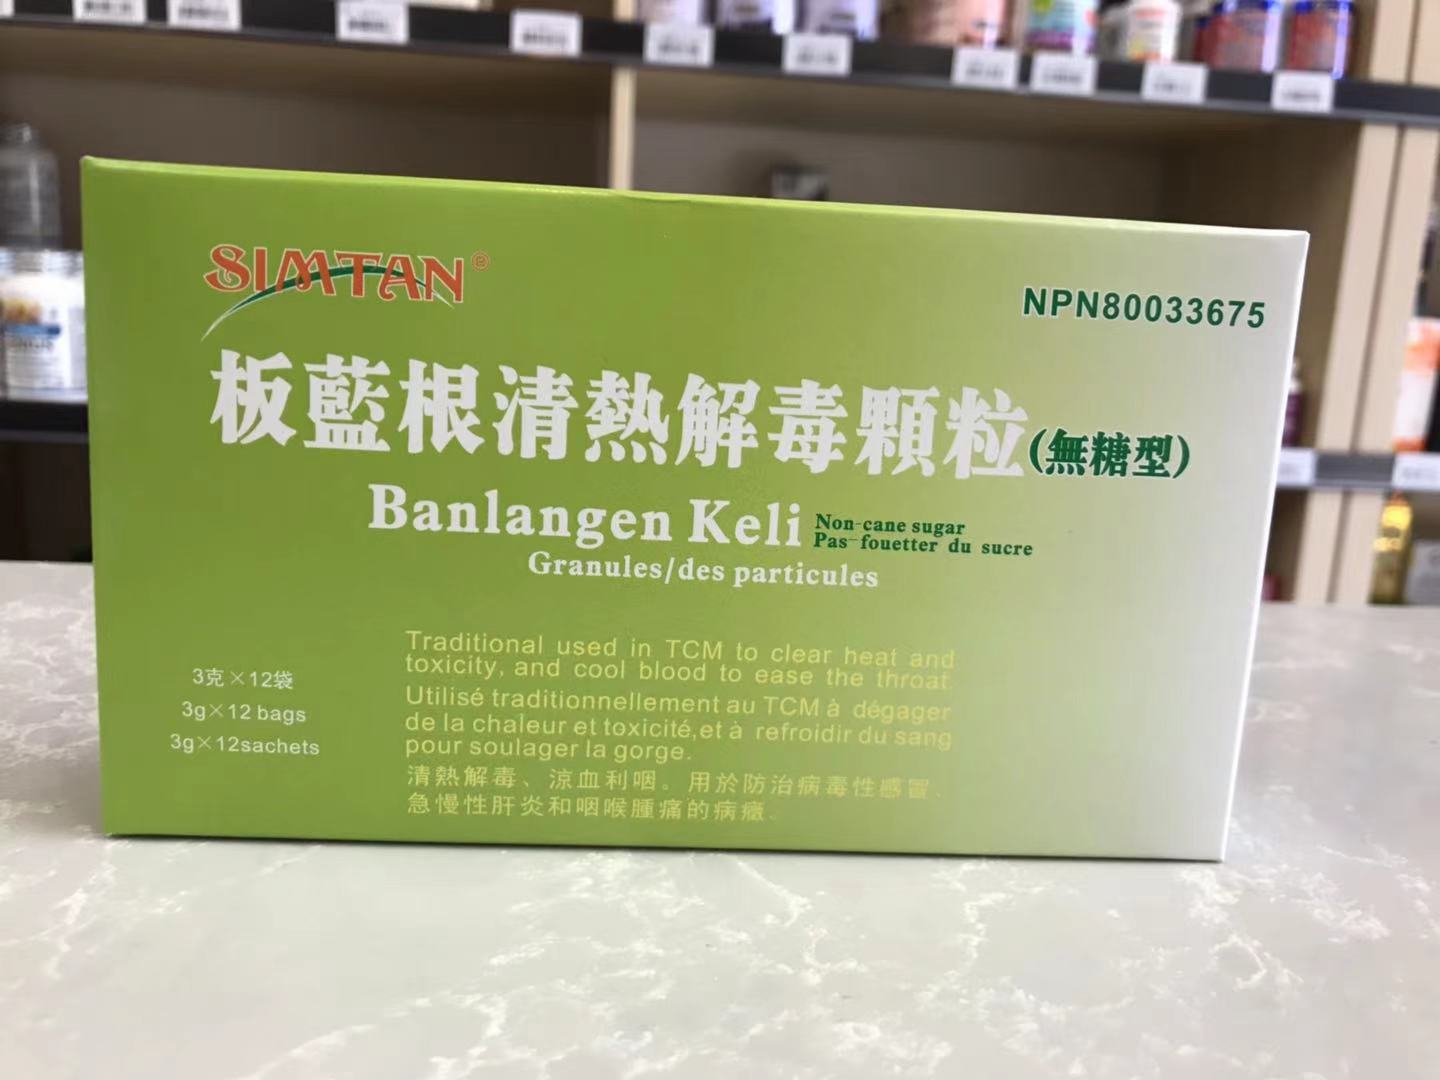 SIMTAN®
NPN80033675
板藍根清熱解毒顆粒(無糖型)
Banlangen Keli
Non-cane sugar
Pas-fouetter du sucre
Granules/des particules
Traditional used in TCM to clear heat and
toxicity, and cool blood to ease the throat.
Utilisé traditionnellement au TCM à dégager
de la chaleur et toxicité,et à refroidir du sang
pour soulager la gorge.
清熱解毒、涼血利咽。用於防治病毒性感冒、
急慢性肝炎和咽喉腫痛的病癥。
3克×12袋
3g×12 bags
3g×12sachets